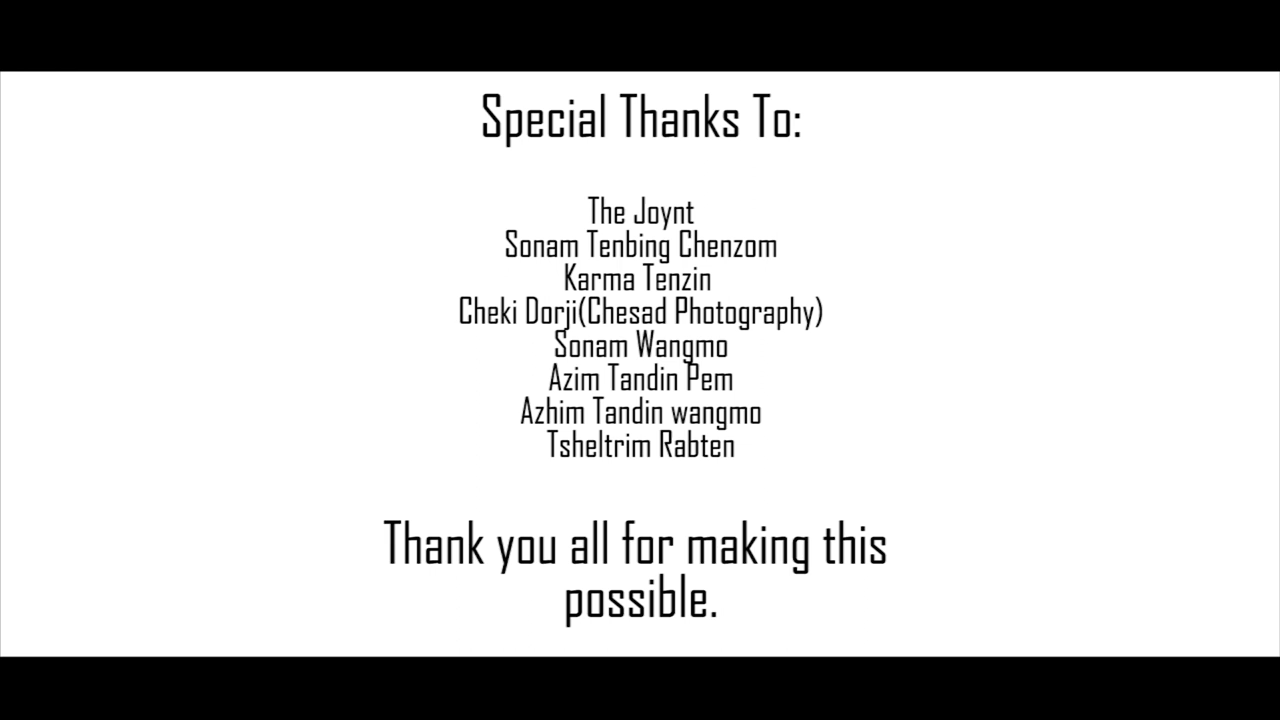 Special Thanks To:
The Joynt
Sonam Tenbing Chenzom
Karma Tenzin
Cheki Dorji(Chesad Photography)
Sonam Wangmo
Azim Tandin Pem
Azhim Tandin wangmo
Tsheltrim Rabten
Thank you all for making this
possible.